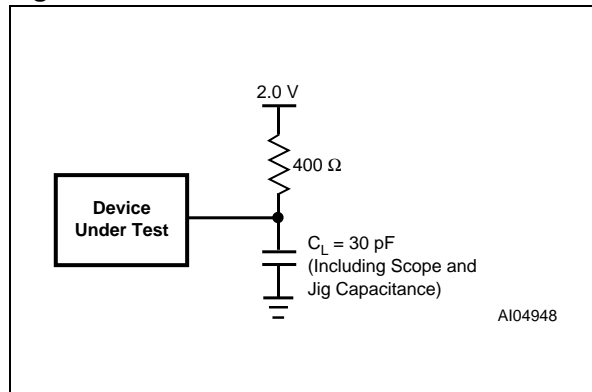 2.0 V
400 Ω
Device
Under Test
C_L = 30 pF
(Including Scope and
Jig Capacitance)
AI04948